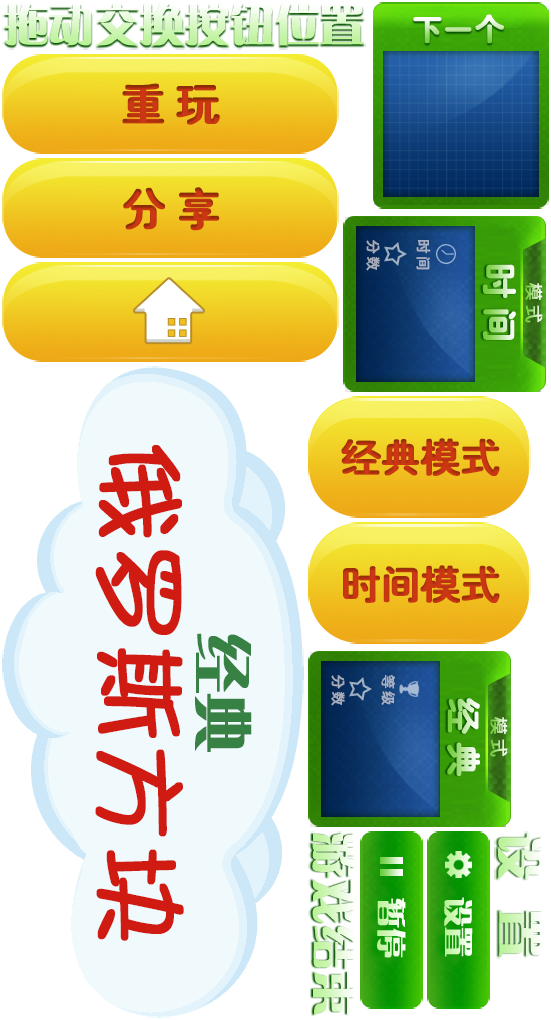 拖动交换按钮位置
下一个
重玩
分享
模式
时间
时间
分数
经典模式
时间模式
经典
俄罗斯方块
模式
经典
等级
分数
设置
设置
暂停
游戏结束